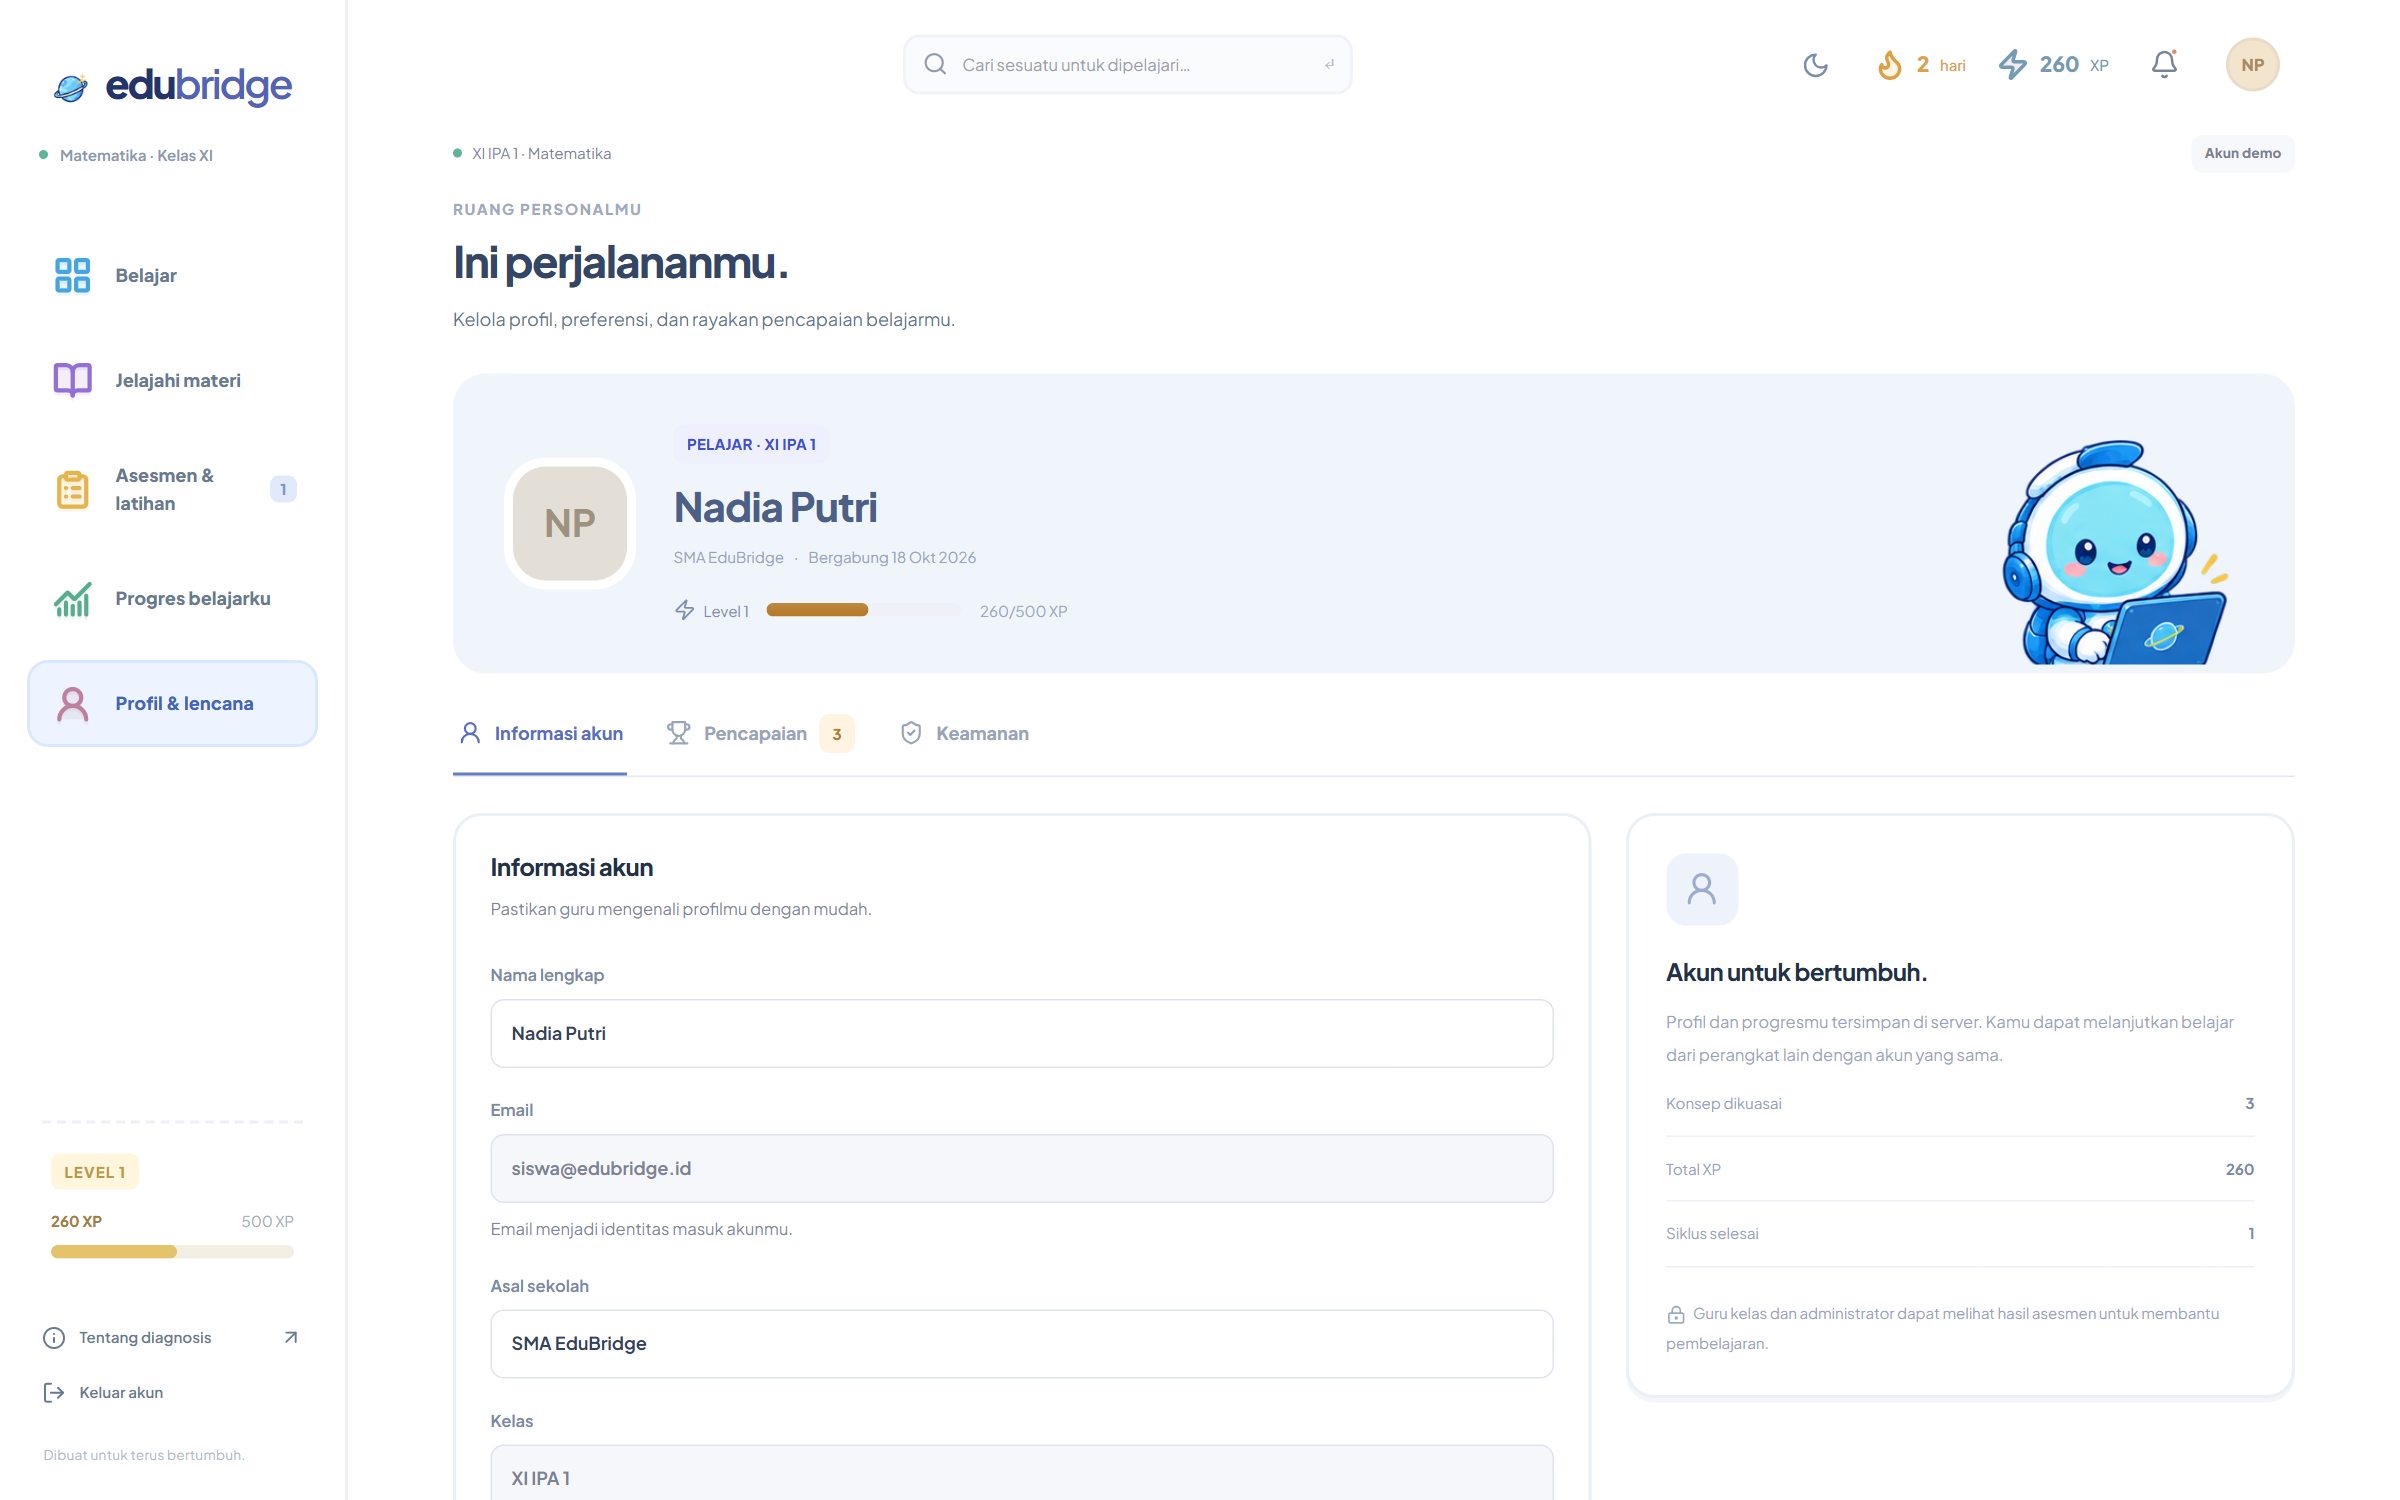 edubridge
Matematika · Kelas XI
Belajar
Jelajahi materi
Asesmen &
latihan
1
Progres belajarku
Profil & lencana
LEVEL 1
260 XP
500 XP
Tentang diagnosis
Keluar akun
Dibuat untuk terus bertumbuh.
Cari sesuatu untuk dipelajari...
2 hari
260 XP
NP
XI IPA 1 · Matematika
Akun demo
RUANG PERSONALMU
Ini perjalananmu.
Kelola profil, preferensi, dan rayakan pencapaian belajarmu.
NP
PELAJAR · XI IPA 1
Nadia Putri
SMA EduBridge · Bergabung 18 Okt 2026
Level 1
260/500 XP
Informasi akun
Pencapaian
3
Keamanan
Informasi akun
Pastikan guru mengenali profilmu dengan mudah.
Nama lengkap
Nadia Putri
Email
siswa@edubridge.id
Email menjadi identitas masuk akunmu.
Asal sekolah
SMA EduBridge
Kelas
XI IPA 1
Akun untuk bertumbuh.
Profil dan progresmu tersimpan di server. Kamu dapat melanjutkan belajar
dari perangkat lain dengan akun yang sama.
Konsep dikuasai
3
Total XP
260
Siklus selesai
1
Guru kelas dan administrator dapat melihat hasil asesmen untuk membantu
pembelajaran.